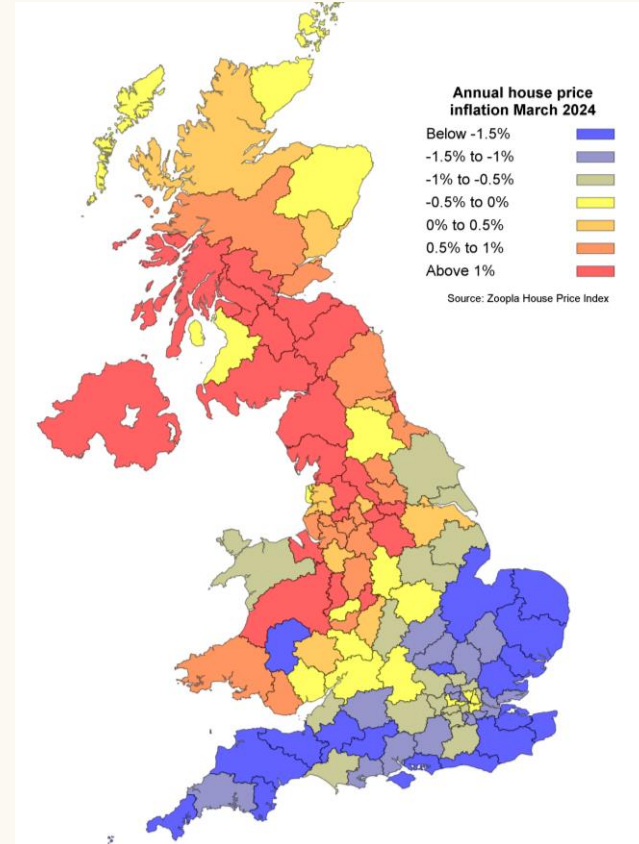 Annual house price
inflation March 2024
Below -1.5%
-1.5% to -1%
-1% to -0.5%
-0.5% to 0%
0% to 0.5%
0.5% to 1%
Above 1%
Source: Zoopla House Price Index